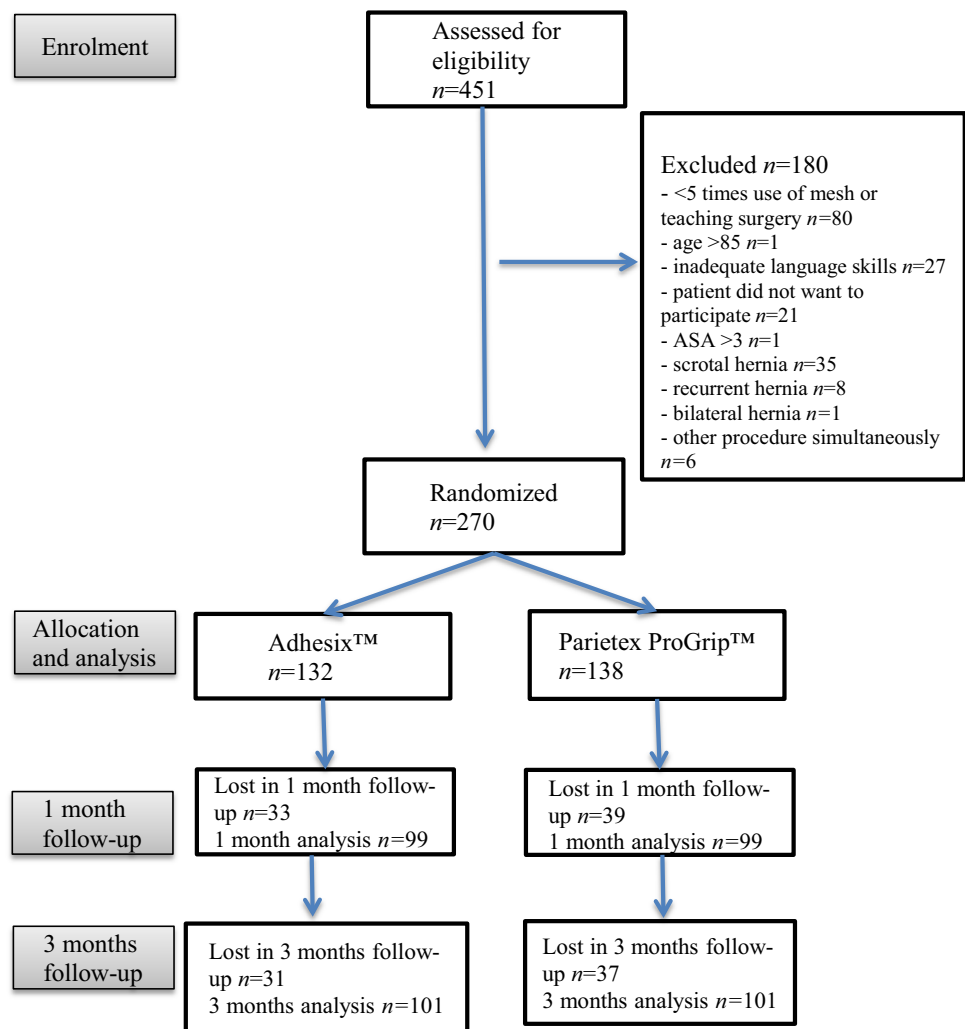 Enrolment
Assessed for
eligibility
n=451
Excluded n=180
- <5 times use of mesh or
teaching surgery n=80
- age >85 n=1
- inadequate language skills n=27
- patient did not want to
participate n=21
- ASA >3 n=1
- scrotal hernia n=35
- recurrent hernia n=8
- bilateral hernia n=1
- other procedure simultaneously
n=6
Randomized
n=270
Allocation
and analysis
Adhesix™
n=132
Parietex ProGrip™
n=138
1 month
follow-up
Lost in 1 month follow-
up n=33
1 month analysis n=99
Lost in 1 month follow-
up n=39
1 month analysis n=99
3 months
follow-up
Lost in 3 months follow-
up n=31
3 months analysis n=101
Lost in 3 months follow-
up n=37
3 months analysis n=101